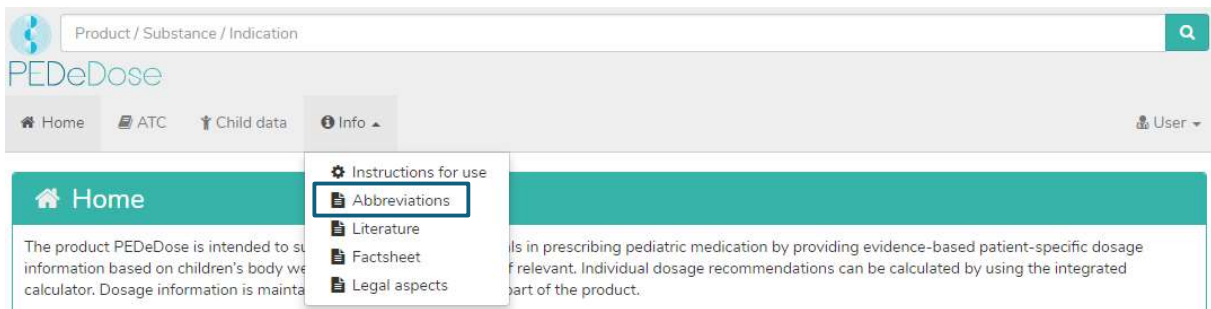 Product / Substance / Indication
PEDeDose
Home ATC Child data Info User
Instructions for use
Abbreviations
Literature
Factsheet
Legal aspects
Home
The product PEDeDose is intended to su ls in prescribing pediatric medication by providing evidence-based patient-specific dosage
information based on children's body we f relevant. Individual dosage recommendations can be calculated by using the integrated
calculator. Dosage information is mainta part of the product.